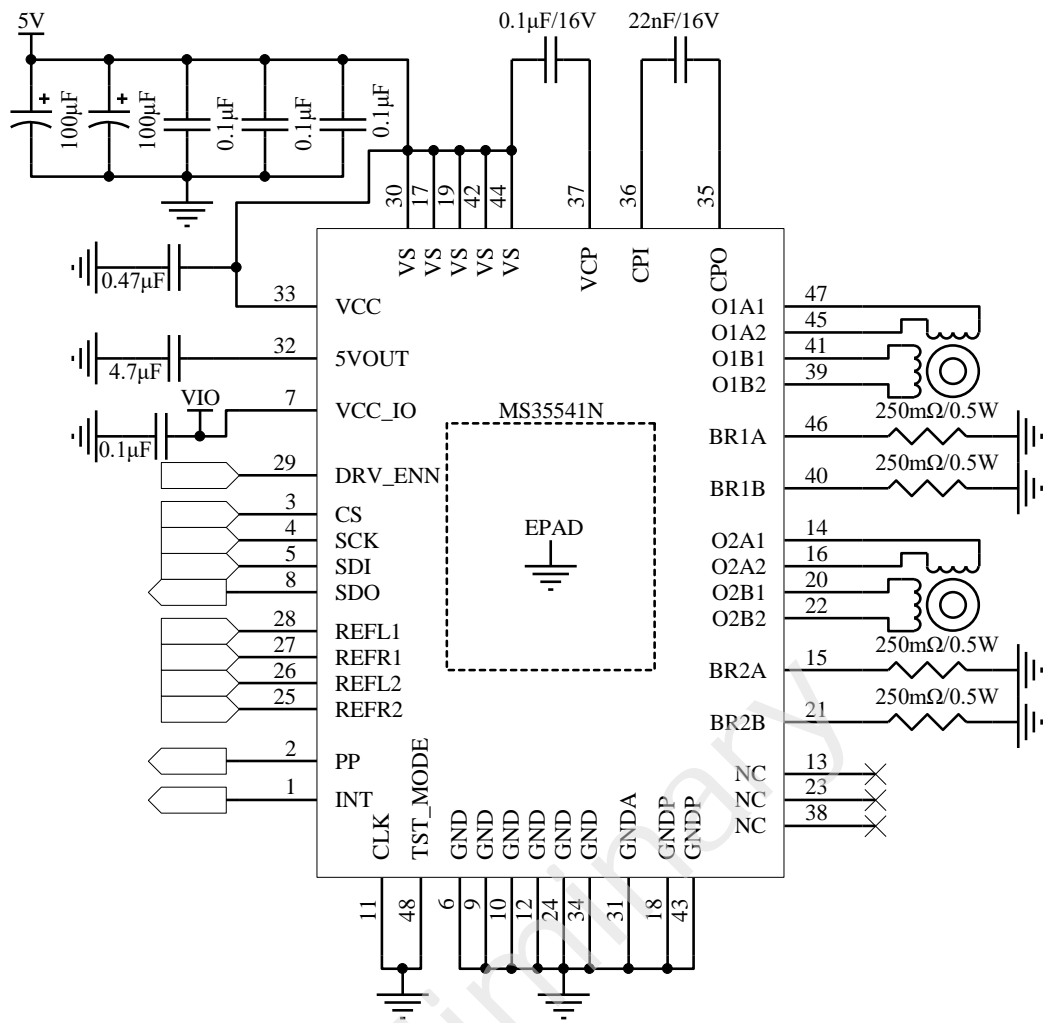 5V
0.1μF/16V
22nF/16V
+
100μF
+
100μF
0.1μF
0.1μF
0.1μF
30
17
19
42
44
37
36
35
VS
VS
VS
VS
VS
VCP
CPI
CPO
0.47μF
33
VCC
4.7μF
32
5VOUT
VIO
0.1μF
7
VCC_IO
29
DRV_ENN
3
CS
4
SCK
5
SDI
8
SDO
28
REFL1
27
REFR1
26
REFL2
25
REFR2
2
PP
1
INT
MS35541N
EPAD
O1A1
47
O1A2
45
O1B1
41
O1B2
39
250mΩ/0.5W
BR1A
46
250mΩ/0.5W
BR1B
40
O2A1
14
O2A2
16
O2B1
20
O2B2
22
250mΩ/0.5W
BR2A
15
250mΩ/0.5W
BR2B
21
NC
13
NC
23
NC
38
CLK
TST_MODE
GND
GND
GND
GND
GND
GND
GNDA
GNDP
GNDP
11
48
6
9
10
12
24
34
31
18
43